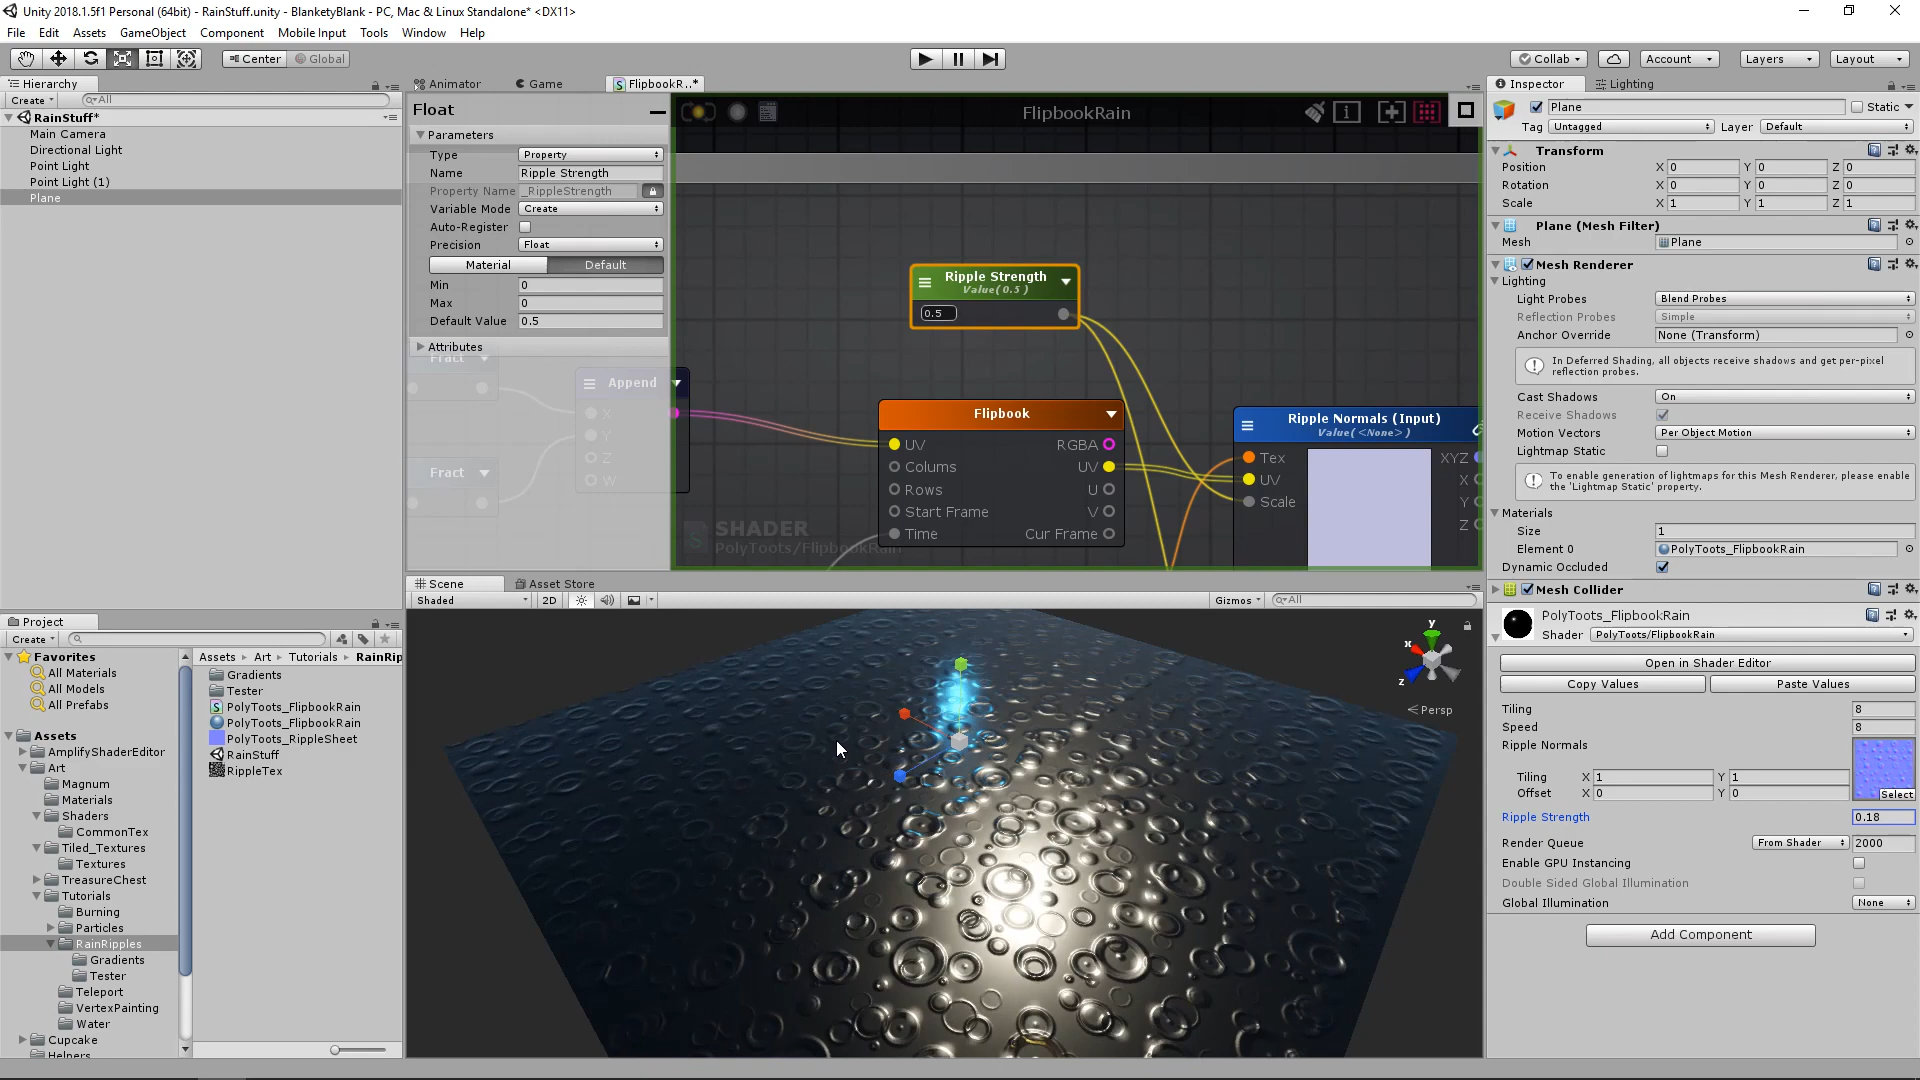 Unity 2018.1.5f1 Personal (64bit) - RainStuff.unity - BlanketyBlank - PC, Mac & Linux Standalone* <DX11>
File Edit Assets GameObject Component Mobile Input Tools Window Help
Center Global Collab Account Layers Layout
Hierarchy
Create All
RainStuff*
Main Camera
Directional Light
Point Light
Point Light (1)
Plane
Animator Game FlipbookR..*
Float
Parameters
Type Property
Name Ripple Strength
Property Name _RippleStrength
Variable Mode Create
Auto-Register
Precision Float
Material Default
Min 0
Max 0
Default Value 0.5
Attributes
FlipbookRain
Ripple Strength
Value( 0.5 )
0.5
Fract
Append
X
Y
Z
W
Fract
Flipbook
UV RGBA
Colums UV
Rows U
Start Frame V
Time Cur Frame
Ripple Normals (Input)
Value( <None> )
Tex XYZ
UV X
Scale Y
Z
SHADER
PolyToots/FlipbookRain
Scene Asset Store
Shaded 2D Gizmos All
y
x
z
Persp
Project
Create
Favorites
All Materials
All Models
All Prefabs
Assets
AmplifyShaderEditor
Art
Magnum
Materials
Shaders
CommonTex
Tiled_Textures
Textures
TreasureChest
Tutorials
Burning
Particles
RainRipples
Gradients
Tester
Teleport
VertexPainting
Water
Cupcake
Helpers
Assets Art Tutorials RainRip
Gradients
Tester
PolyToots_FlipbookRain
PolyToots_FlipbookRain
PolyToots_RippleSheet
RainStuff
RippleTex
Inspector Lighting
Plane Static
Tag Untagged Layer Default
Transform
Position X 0 Y 0 Z 0
Rotation X 0 Y 0 Z 0
Scale X 1 Y 1 Z 1
Plane (Mesh Filter)
Mesh Plane
Mesh Renderer
Lighting
Light Probes Blend Probes
Reflection Probes Simple
Anchor Override None (Transform)
In Deferred Shading, all objects receive shadows and get per-pixel
reflection probes.
Cast Shadows On
Receive Shadows
Motion Vectors Per Object Motion
Lightmap Static
To enable generation of lightmaps for this Mesh Renderer, please enable
the 'Lightmap Static' property.
Materials
Size 1
Element 0 PolyToots_FlipbookRain
Dynamic Occluded
Mesh Collider
PolyToots_FlipbookRain
Shader PolyToots/FlipbookRain
Open in Shader Editor
Copy Values Paste Values
Tiling 8
Speed 8
Ripple Normals
Tiling X 1 Y 1
Offset X 0 Y 0
Select
Ripple Strength 0.18
Render Queue From Shader 2000
Enable GPU Instancing
Double Sided Global Illumination
Global Illumination None
Add Component